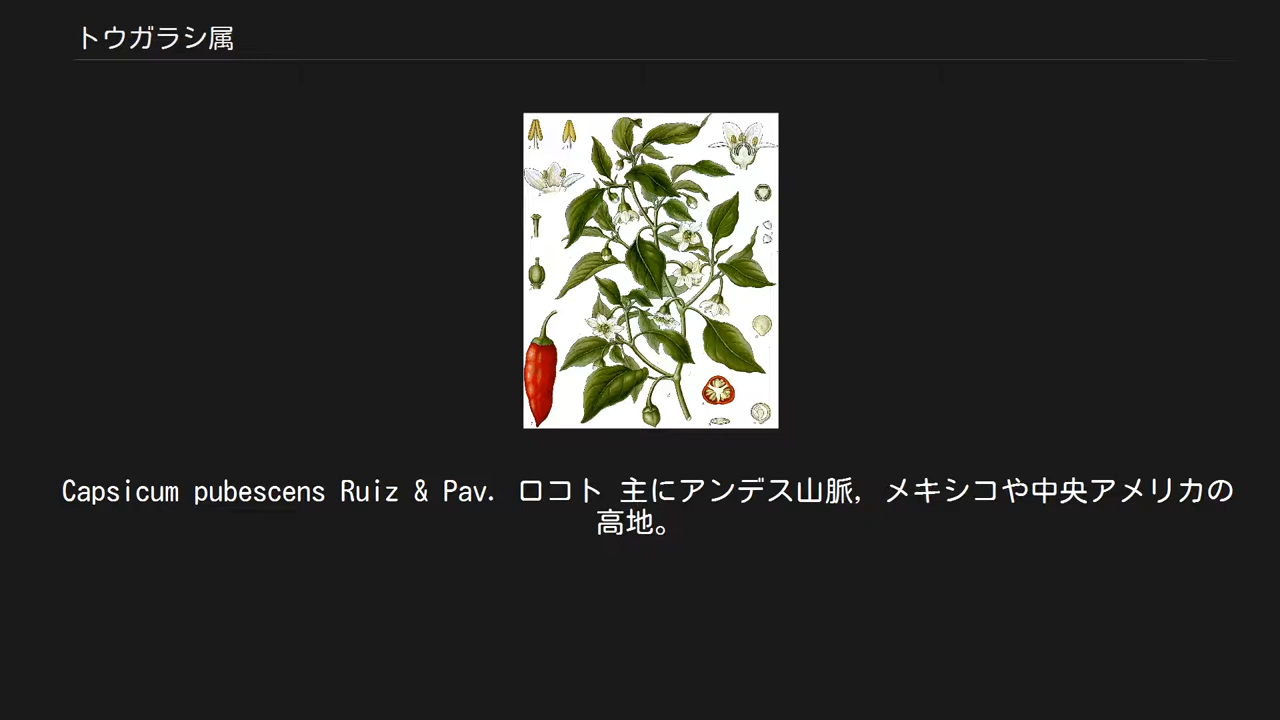 トウガラシ属
Capsicum pubescens Ruiz & Pav. ロコト 主にアンデス山脈, メキシコや中央アメリカの
高地。